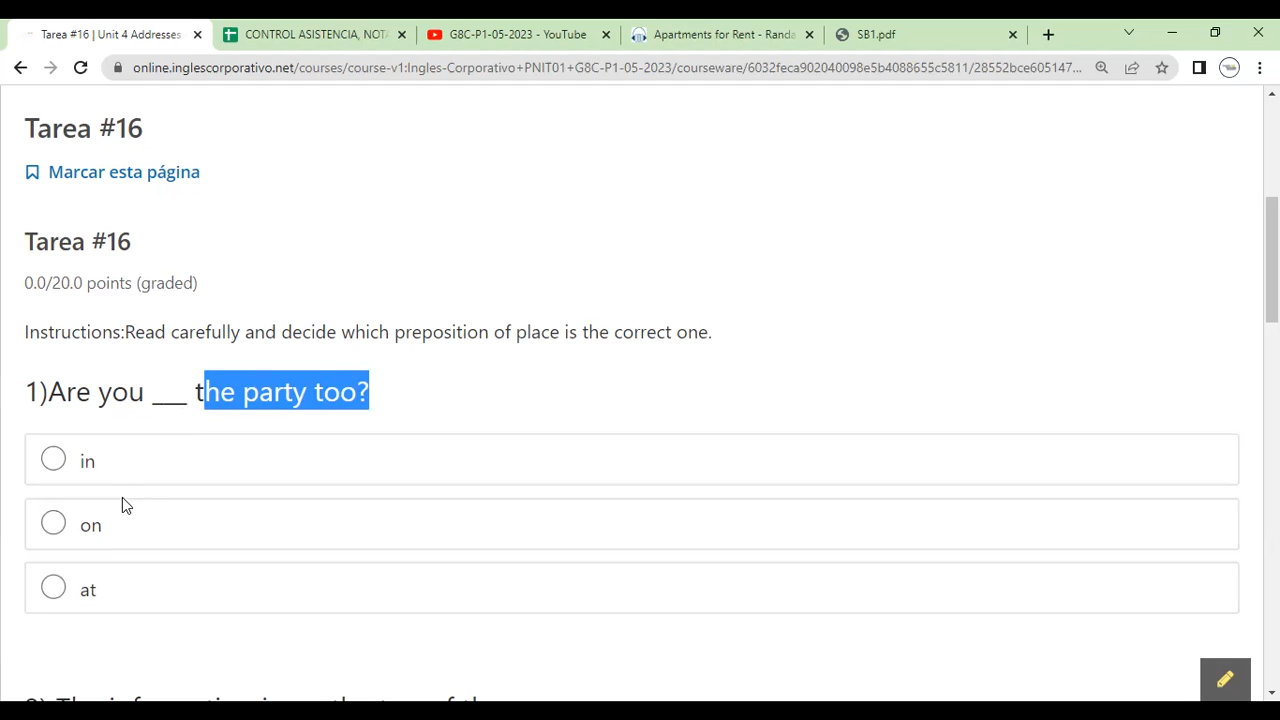 Tarea #16 | Unit 4 Addresses
CONTROL ASISTENCIA, NOTA
G8C-P1-05-2023 - YouTube
Apartments for Rent - Randa
SB1.pdf
online.inglescorporativo.net/courses/course-v1:Ingles-Corporativo+PNIT01+G8C-P1-05-2023/courseware/6032feca902040098e5b4088655c5811/28552bce605147...
Tarea #16
Marcar esta página
Tarea #16
0.0/20.0 points (graded)
Instructions:Read carefully and decide which preposition of place is the correct one.
1)Are you ___ the party too?
in
on
at